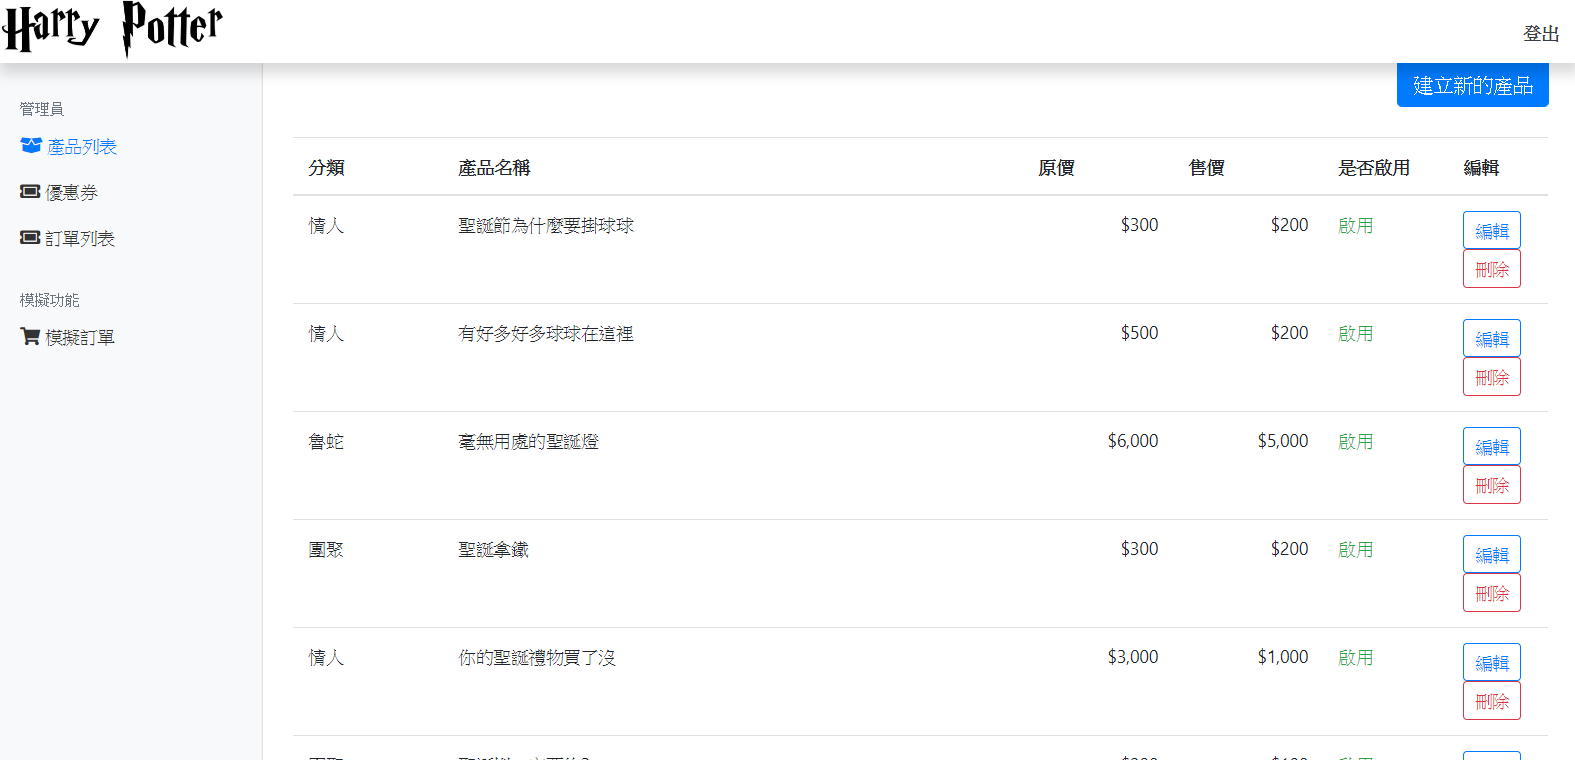 Harry Potter
登出
管理員
產品列表
優惠券
訂單列表
模擬功能
模擬訂單
建立新的產品
分類 產品名稱 原價 售價 是否啟用 編輯
情人 聖誕節為什麼要掛球球 $300 $200 啟用 編輯
刪除
情人 有好多好多球球在這裡 $500 $200 啟用 編輯
刪除
魯蛇 毫無用處的聖誕燈 $6,000 $5,000 啟用 編輯
刪除
團聚 聖誕拿鐵 $300 $200 啟用 編輯
刪除
情人 你的聖誕禮物買了沒 $3,000 $1,000 啟用 編輯
刪除